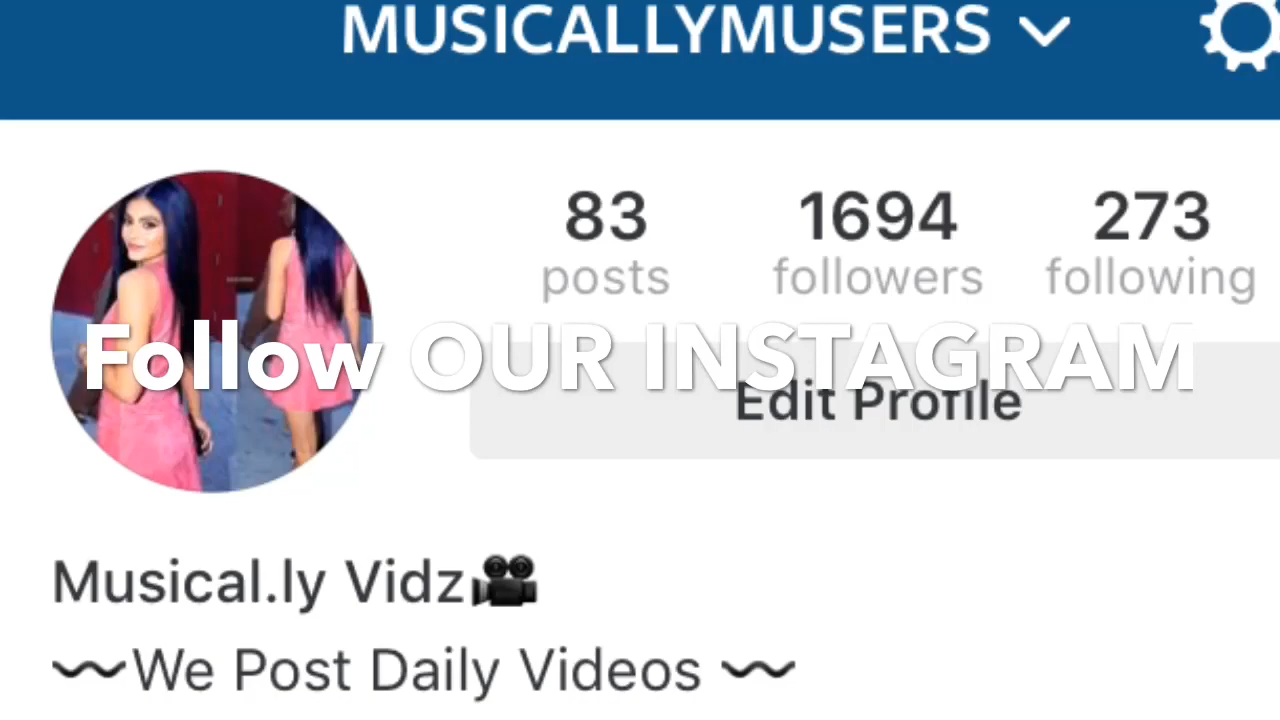 MUSICALLYMUSERS
83 1694 273
posts followers following
Follow OUR INSTAGRAM
Edit Profile
Musical.ly Vidz🎥
〰We Post Daily Videos 〰